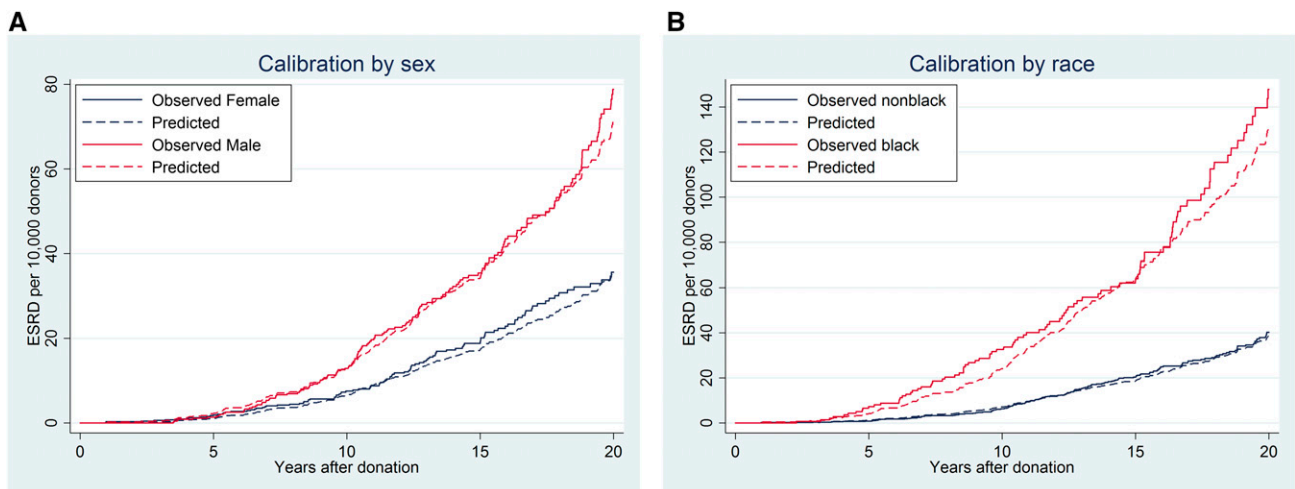 A
Calibration by sex
ESRD per 10,000 donors
80
60
40
20
0
Observed Female
Predicted
Observed Male
Predicted
0 5 10 15 20
Years after donation
B
Calibration by race
ESRD per 10,000 donors
140
120
100
80
60
40
20
0
Observed nonblack
Predicted
Observed black
Predicted
0 5 10 15 20
Years after donation